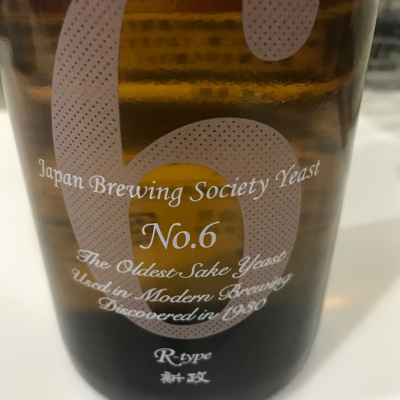 6
Japan Brewing Society Yeast
No.6
The Oldest Sake Yeast
Used in Modern Brewing
Discovered in 1930
R-type
新政